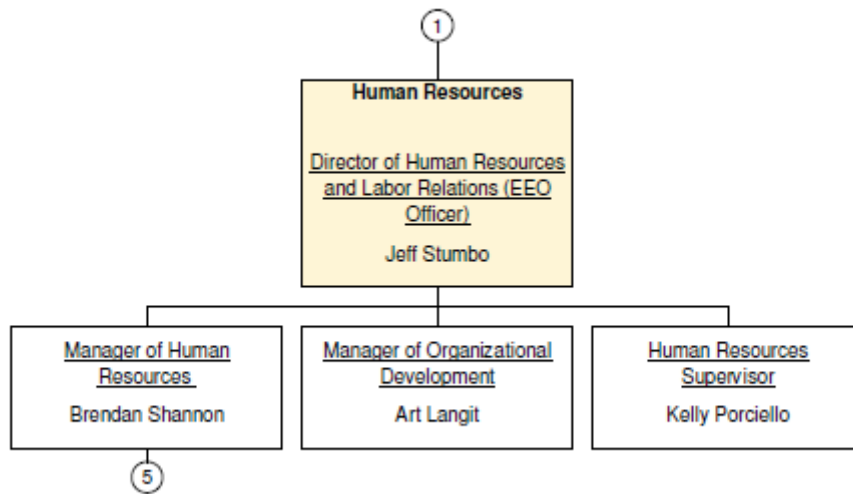 1
Human Resources
Director of Human Resources
and Labor Relations (EEO
Officer)
Jeff Stumbo
Manager of Human
Resources
Brendan Shannon
Manager of Organizational
Development
Art Langit
Human Resources
Supervisor
Kelly Porciello
5